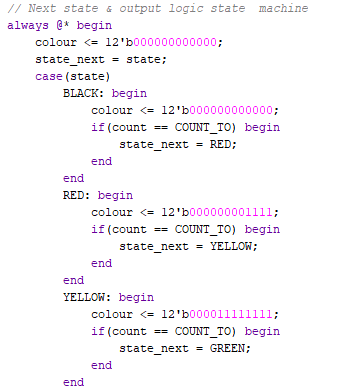 // Next state & output logic state  machine
always @* begin
    colour <= 12'b000000000000;
    state_next = state;
    case(state)
        BLACK: begin
            colour <= 12'b000000000000;
            if(count == COUNT_TO) begin
                state_next = RED;
            end
        end
        RED: begin
            colour <= 12'b000000001111;
            if(count == COUNT_TO) begin
                state_next = YELLOW;
            end
        end
        YELLOW: begin
            colour <= 12'b000011111111;
            if(count == COUNT_TO) begin
                state_next = GREEN;
            end
        end